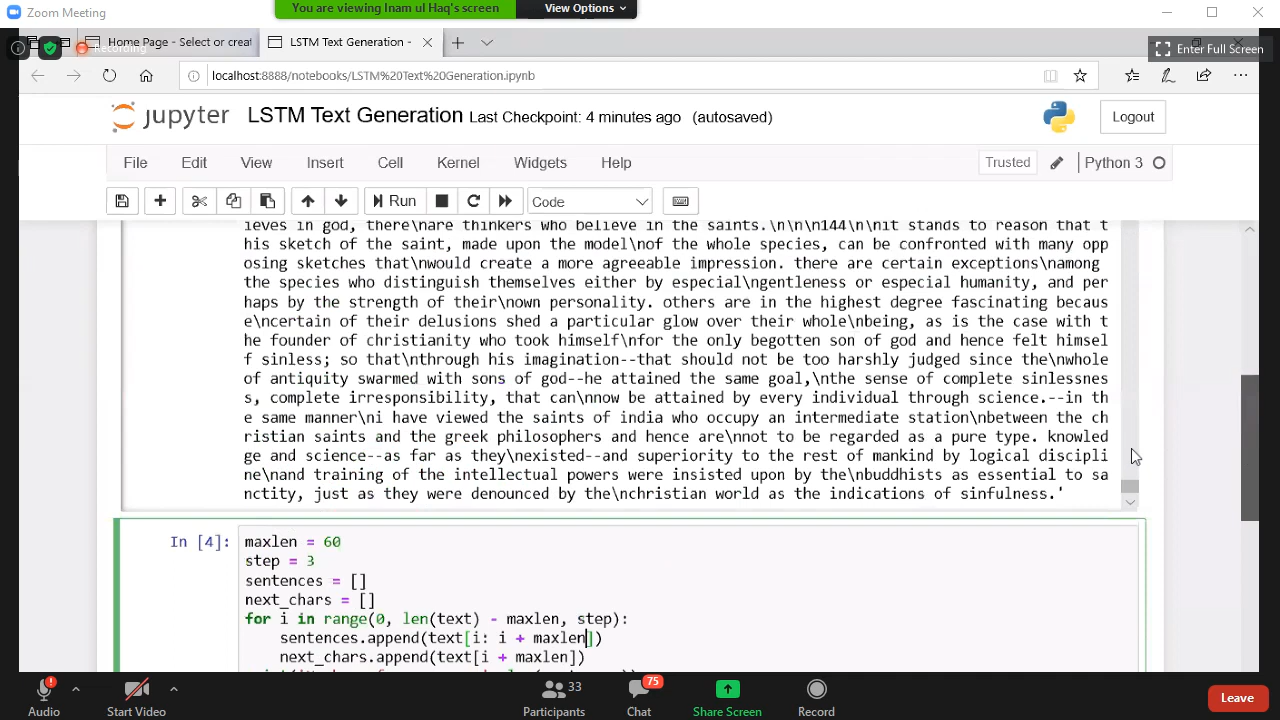 Zoom Meeting
You are viewing Inam ul Haq's screen
View Options
Recording
Home Page - Select or creat
LSTM Text Generation -
Enter Full Screen
localhost:8888/notebooks/LSTM%20Text%20Generation.ipynb
jupyter LSTM Text Generation Last Checkpoint: 4 minutes ago (autosaved)
Logout
File Edit View Insert Cell Kernel Widgets Help
Trusted
Python 3
Run
Code
ieves in god, there\nare thinkers who believe in the saints.\n\n\n144\n\nit stands to reason that t
his sketch of the saint, made upon the model\nof the whole species, can be confronted with many opp
osing sketches that\nwould create a more agreeable impression. there are certain exceptions\namong
the species who distinguish themselves either by especial\ngentleness or especial humanity, and per
haps by the strength of their\nown personality. others are in the highest degree fascinating becaus
e\ncertain of their delusions shed a particular glow over their whole\nbeing, as is the case with t
he founder of christianity who took himself\nfor the only begotten son of god and hence felt himsel
f sinless; so that\nthrough his imagination--that should not be too harshly judged since the\nwhole
of antiquity swarmed with sons of god--he attained the same goal,\nthe sense of complete sinlessnes
s, complete irresponsibility, that can\nnow be attained by every individual through science.--in th
e same manner\ni have viewed the saints of india who occupy an intermediate station\nbetween the ch
ristian saints and the greek philosophers and hence are\nnot to be regarded as a pure type. knowled
ge and science--as far as they\nexisted--and superiority to the rest of mankind by logical discipli
ne\nand training of the intellectual powers were insisted upon by the\nbuddhists as essential to sa
nctity, just as they were denounced by the\nchristian world as the indications of sinfulness.'
In [4]:
maxlen = 60
step = 3
sentences = []
next_chars = []
for i in range(0, len(text) - maxlen, step):
sentences.append(text[i: i + maxlen])
next_chars.append(text[i + maxlen])
Audio
Start Video
33
Participants
75
Chat
Share Screen
Record
Leave